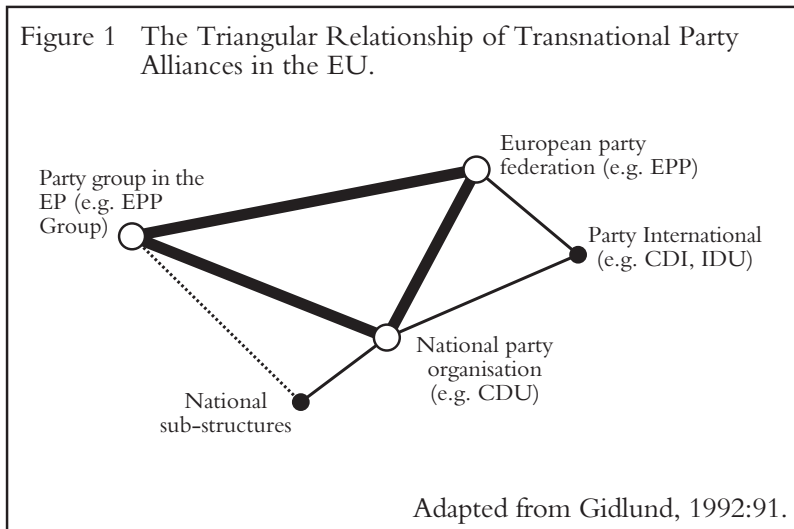 Figure 1 The Triangular Relationship of Transnational Party
Alliances in the EU.
European party
federation (e.g. EPP)
Party group in the
EP (e.g. EPP
Group)
Party International
(e.g. CDI, IDU)
National party
organisation
(e.g. CDU)
National
sub-structures
Adapted from Gidlund, 1992:91.